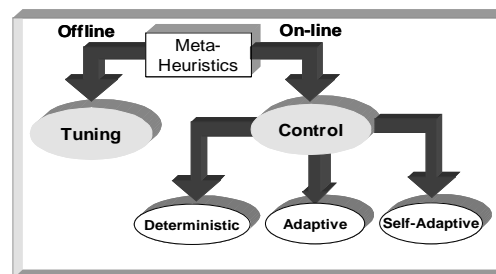 Offline
On-line
Meta-
Heuristics
Tuning
Control
Deterministic
Adaptive
Self-Adaptive